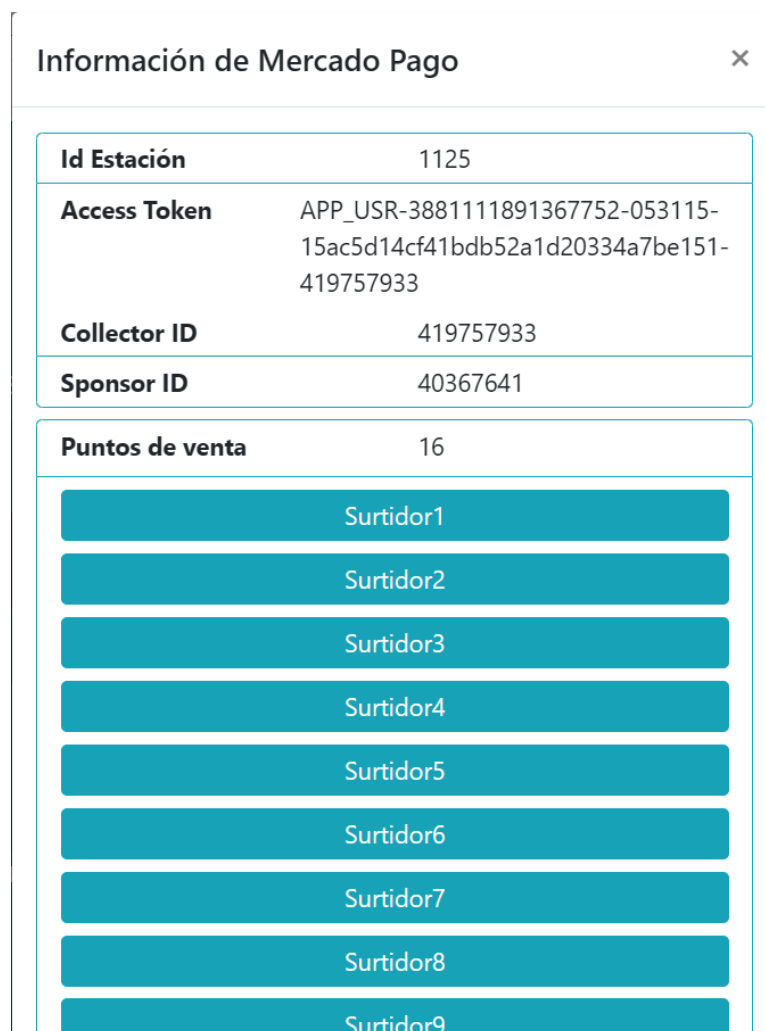 Información de Mercado Pago ×
Id Estación 1125
Access Token APP_USR-3881111891367752-053115-
15ac5d14cf41bdb52a1d20334a7be151-
419757933
Collector ID 419757933
Sponsor ID 40367641
Puntos de venta 16
Surtidor1
Surtidor2
Surtidor3
Surtidor4
Surtidor5
Surtidor6
Surtidor7
Surtidor8
Surtidor9